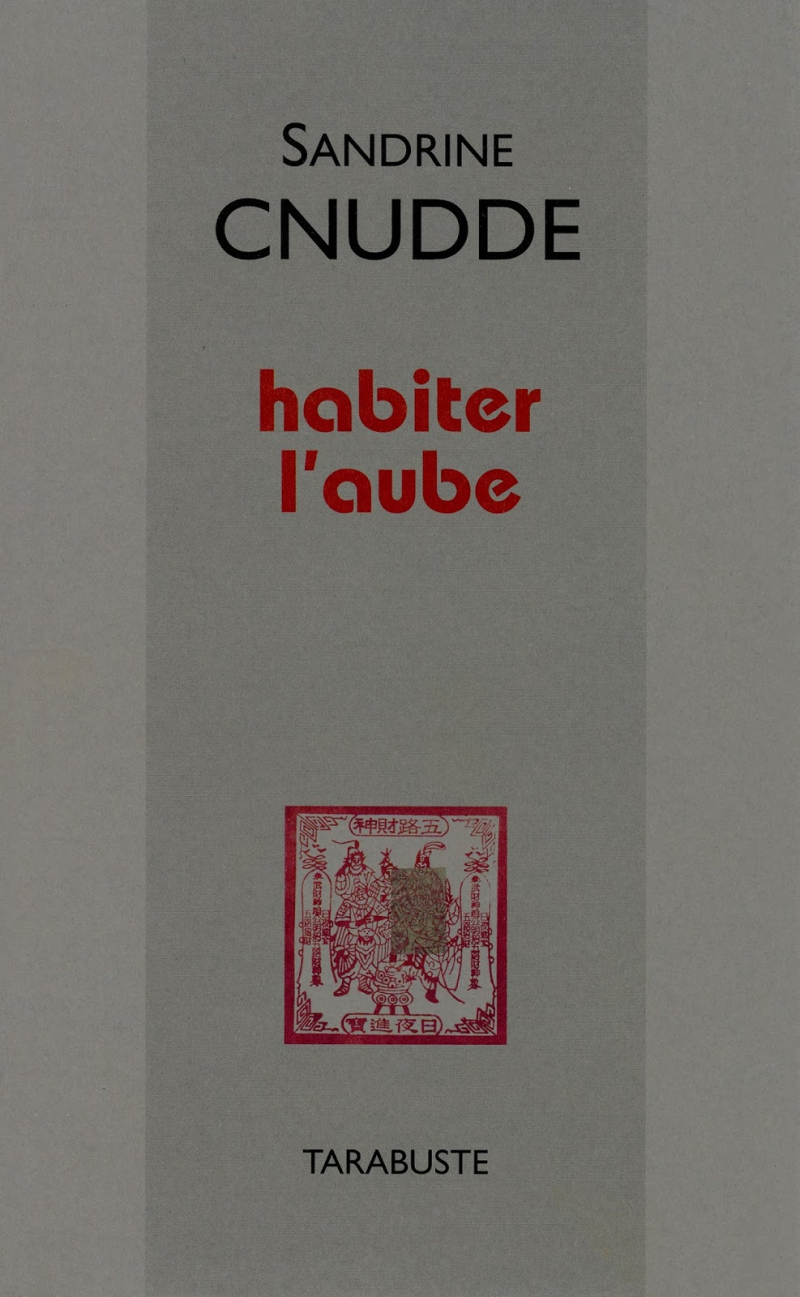 SANDRINE
CNUDDE
habiter
l'aube
五路財神
日夜進寶
TARABUSTE